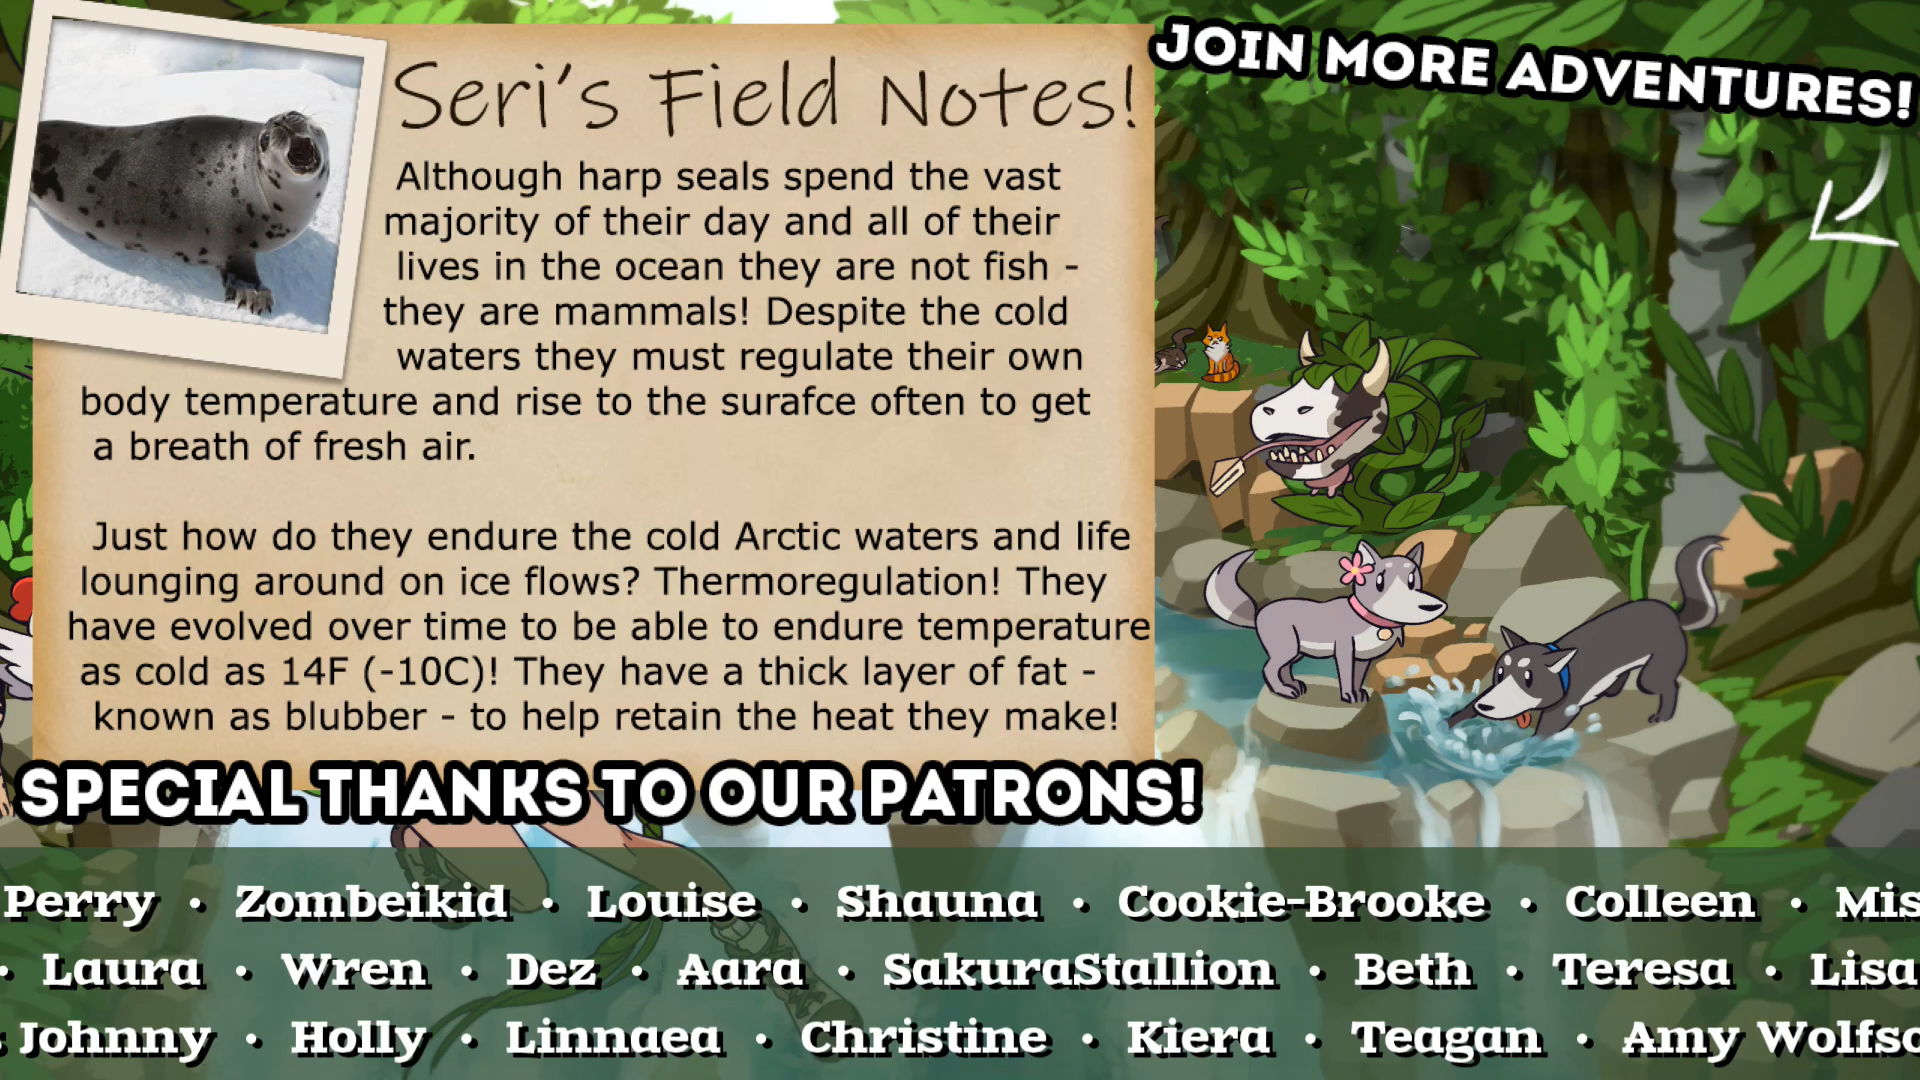 Seri's Field Notes!
JOIN MORE ADVENTURES!
Although harp seals spend the vast
majority of their day and all of their
lives in the ocean they are not fish -
they are mammals! Despite the cold
waters they must regulate their own
body temperature and rise to the surafce often to get
a breath of fresh air.
Just how do they endure the cold Arctic waters and life
lounging around on ice flows? Thermoregulation! They
have evolved over time to be able to endure temperature
as cold as 14F (-10C)! They have a thick layer of fat -
known as blubber - to help retain the heat they make!
SPECIAL THANKS TO OUR PATRONS!
Perry • Zombeikid • Louise • Shauna • Cookie-Brooke • Colleen • Mis
• Laura • Wren • Dez • Aara • SakuraStallion • Beth • Teresa • Lisa
• Johnny • Holly • Linnaea • Christine • Kiera • Teagan • Amy Wolfso